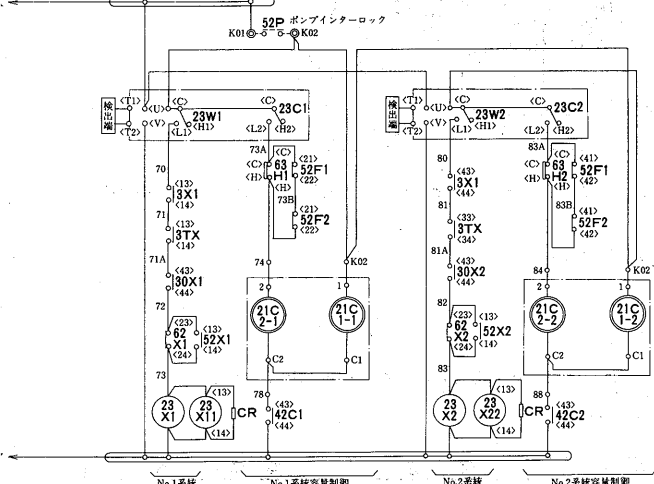 52P ポンプインターロック
K01 K02
<T1> <U> <C> <C> 23C1
検出端 23W1
<T2> <V> <L1> <H1> <L2> <H2>
<T1> <U> <C> <C> 23C2
検出端 23W2
<T2> <V> <L1> <H1> <L2> <H2>
70
<13>
3X1
<14>
71
<13>
3TX
<14>
71A
<43>
30X1
<44>
72
<23> <13>
62 X1 52X1
<24> <14>
73
23 X1
<13>
23 X11
<14>
CR
73A
<C> <C> <21>
63 H1 52F1
<H> <H> <22>
73B
<21>
52F2
<22>
74
K02
2 1
21C 2-1
21C 1-1
C2 C1
78
<43>
42C1
<44>
80
<43>
3X1
<44>
81
<33>
3TX
<34>
81A
<43>
30X2
<44>
82
<23> <13>
62 X2 52X2
<24> <14>
83
23 X2
<13>
23 X22
<14>
CR
83A
<C> <C> <41>
63 H2 52F1
<H> <H> <42>
83B
<41>
52F2
<42>
84
K02
2 1
21C 2-2
21C 1-2
C2 C1
88
<43>
42C2
<44>
No.1系統 No.1系統容量制御 No.2系統 No.2系統容量制御